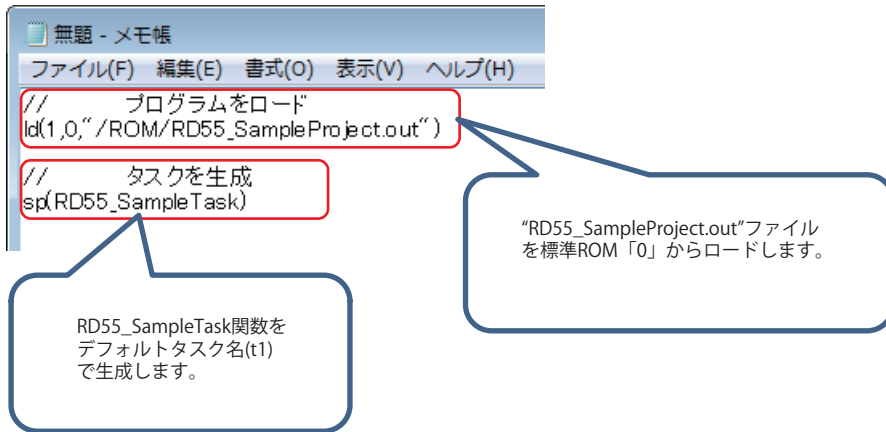 無題 - メモ帳
ファイル(F) 編集(E) 書式(O) 表示(V) ヘルプ(H)
// プログラムをロード
ld(1,0,"/ROM/RD55_SampleProject.out")
// タスクを生成
sp(RD55_SampleTask)
“RD55_SampleProject.out”ファイル
を標準ROM「0」からロードします。
RD55_SampleTask関数を
デフォルトタスク名(t1)
で生成します。